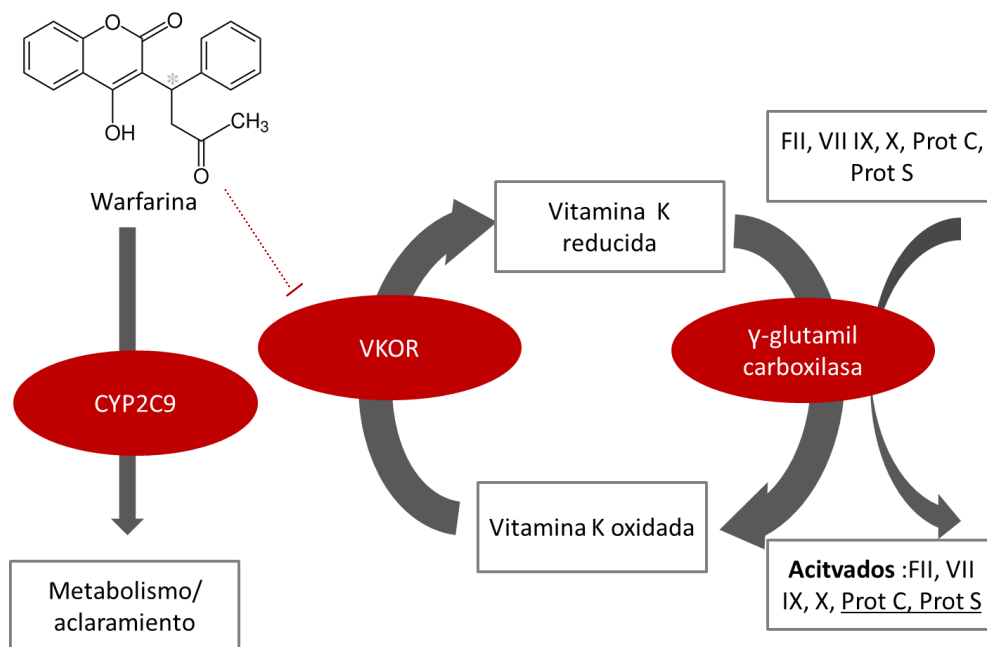 O
O
*
OH
CH3
O
Warfarina
FII, VII IX, X, Prot C,
Prot S
Vitamina K
reducida
VKOR
γ-glutamil
carboxilasa
CYP2C9
Vitamina K oxidada
Metabolismo/
aclaramiento
Acitvados :FII, VII
IX, X, Prot C, Prot S